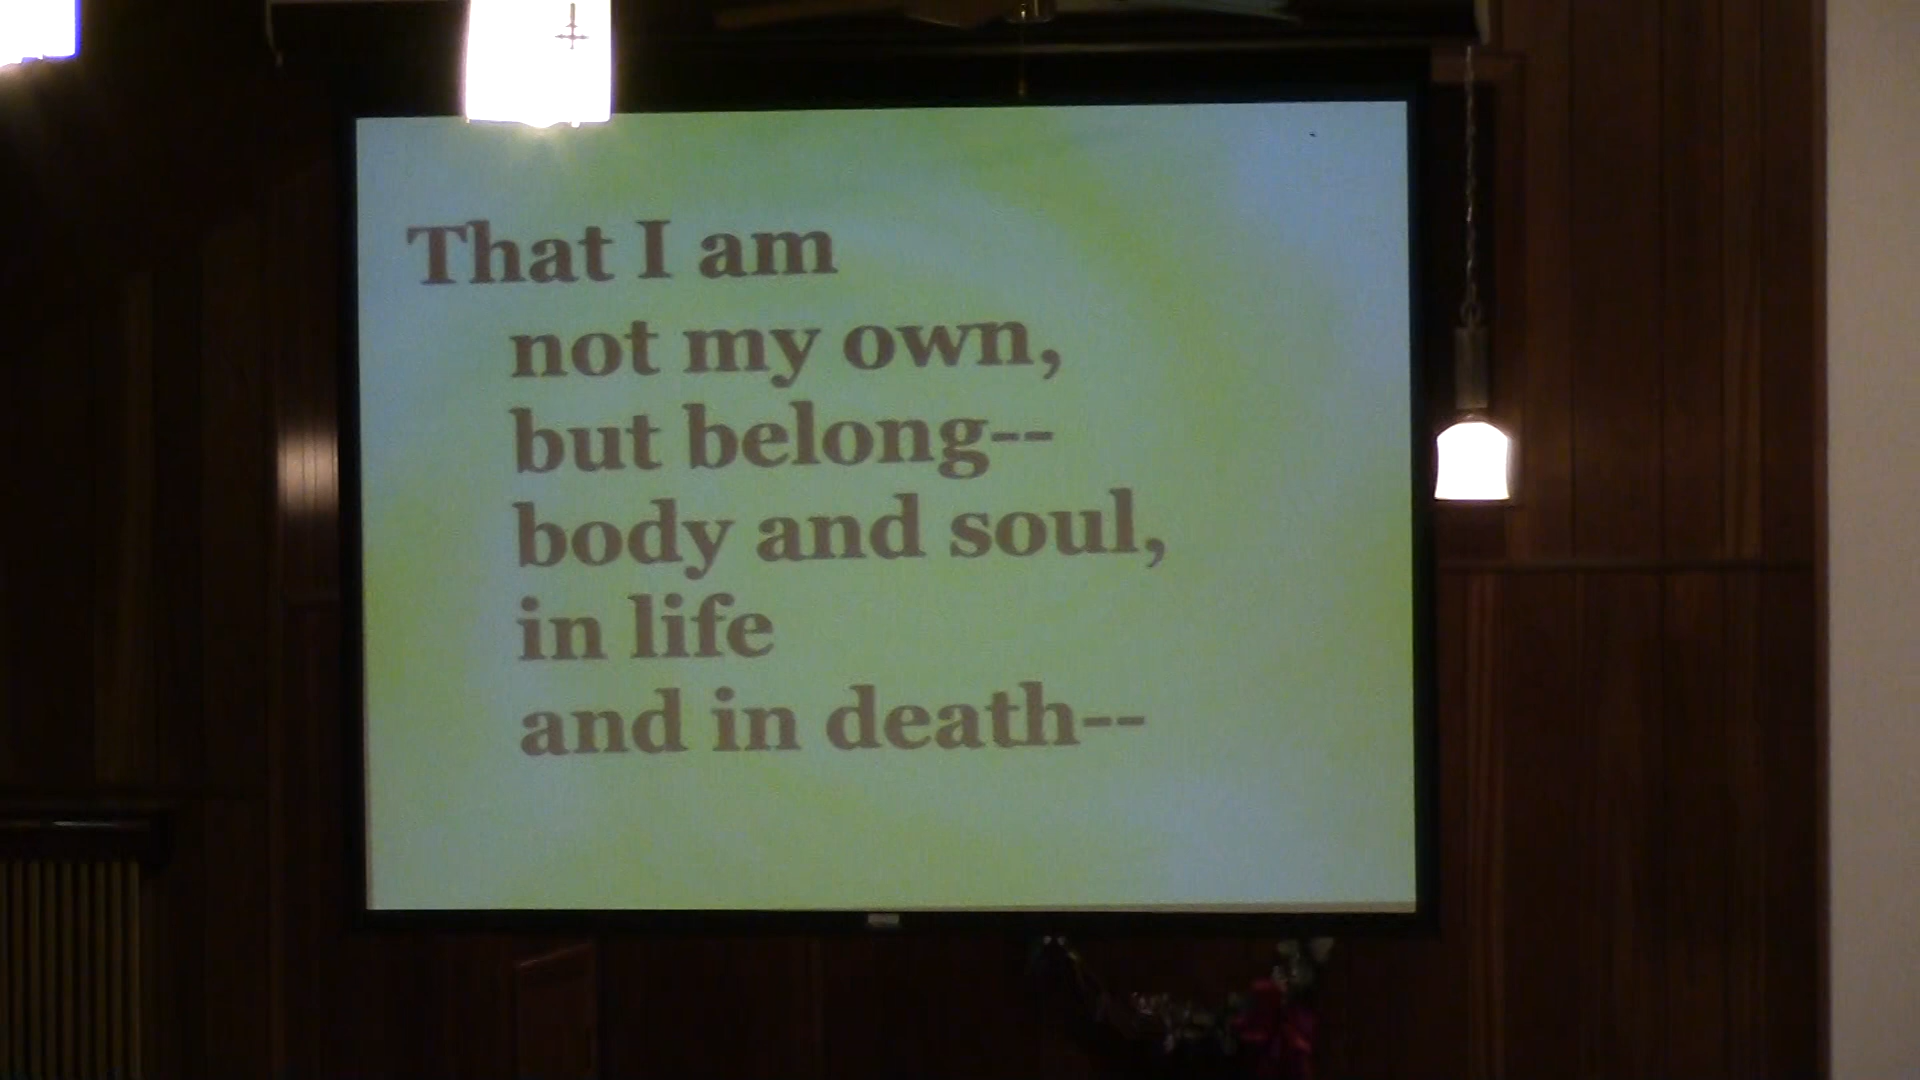 That I am
not my own,
but belong--
body and soul,
in life
and in death--